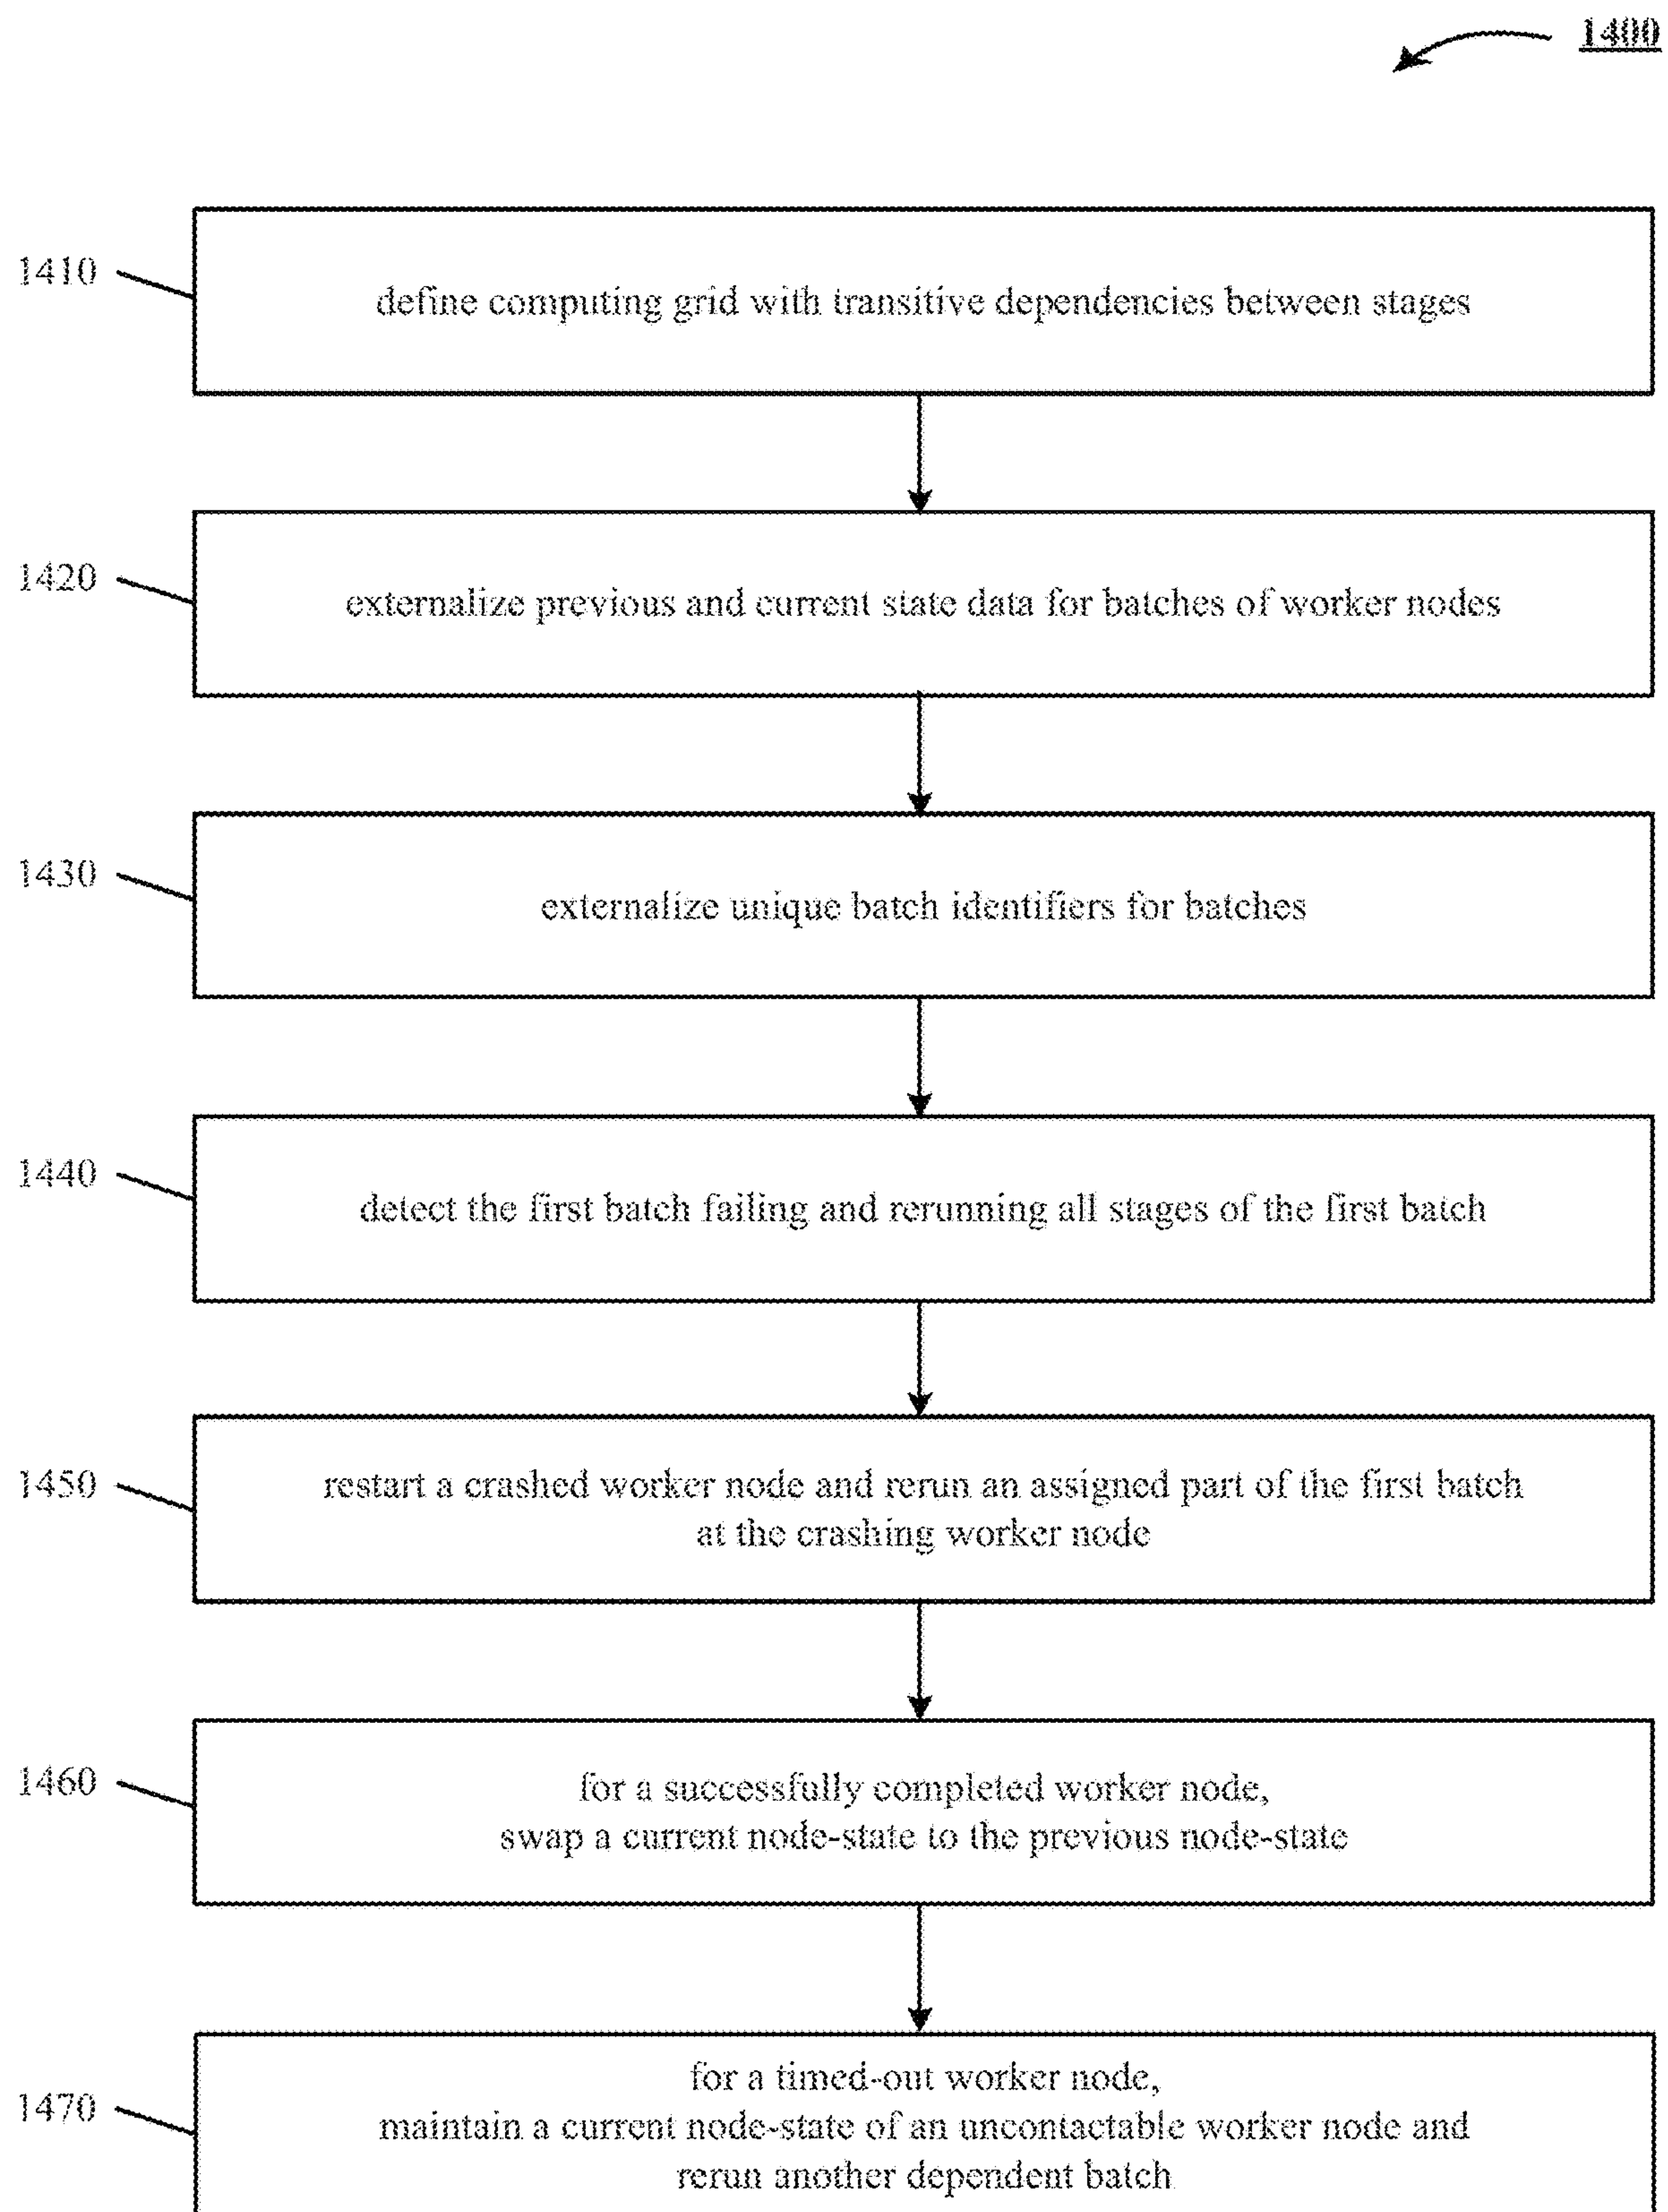 1400
1410
define computing grid with transitive dependencies between stages
1420
externalize previous and current state data for batches of worker nodes
1430
externalize unique batch identifiers for batches
1440
detect the first batch failing and rerunning all stages of the first batch
1450
restart a crashed worker node and rerun an assigned part of the first batch
at the crashing worker node
1460
for a successfully completed worker node,
swap a current node-state to the previous node-state
1470
for a timed-out worker node,
maintain a current node-state of an uncontactable worker node and
rerun another dependent batch